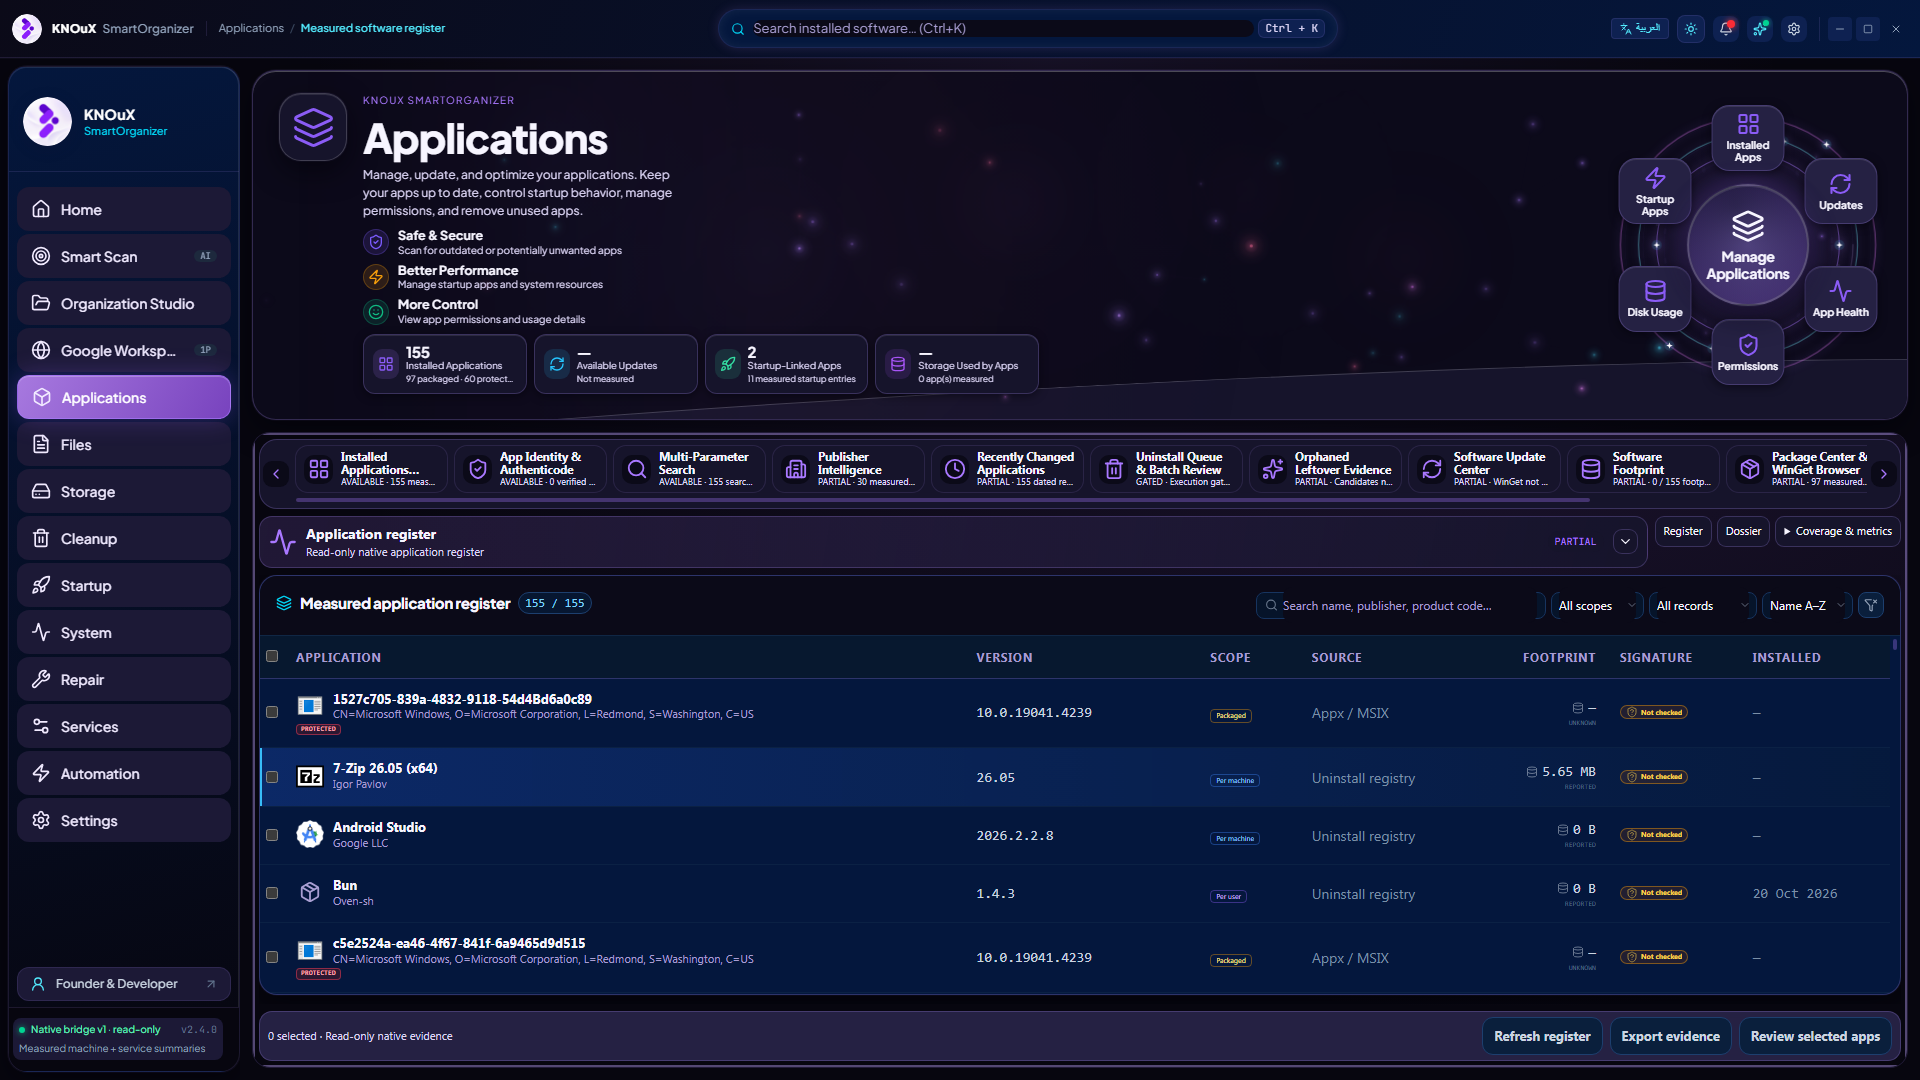 KNOuX SmartOrganizer
Applications / Measured software register
Search installed software... (Ctrl+K)
Ctrl + K
العربية
KNOuX
SmartOrganizer
Home
Smart Scan AI
Organization Studio
Google Worksp... 1P
Applications
Files
Storage
Cleanup
Startup
System
Repair
Services
Automation
Settings
Founder & Developer
Native bridge v1 · read-only v2.4.0
Measured machine + service summaries
KNOUX SMARTORGANIZER
Applications
Manage, update, and optimize your applications. Keep
your apps up to date, control startup behavior, manage
permissions, and remove unused apps.
Safe & Secure
Scan for outdated or potentially unwanted apps
Better Performance
Manage startup apps and system resources
More Control
View app permissions and usage details
155
Installed Applications
97 packaged · 60 protect...
—
Available Updates
Not measured
2
Startup-Linked Apps
11 measured startup entries
—
Storage Used by Apps
0 app(s) measured
Installed
Apps
Startup
Apps
Updates
Manage
Applications
Disk Usage
App Health
Permissions
Installed
Applications...
AVAILABLE · 155 meas...
App Identity &
Authenticode
AVAILABLE · 0 verified ...
Multi-Parameter
Search
AVAILABLE · 155 searc...
Publisher
Intelligence
PARTIAL · 30 measured...
Recently Changed
Applications
PARTIAL · 155 dated re...
Uninstall Queue
& Batch Review
GATED · Execution gat...
Orphaned
Leftover Evidence
PARTIAL · Candidates n...
Software Update
Center
PARTIAL · WinGet not ...
Software
Footprint
PARTIAL · 0 / 155 footp...
Package Center &
WinGet Browser
PARTIAL · 97 measured..
Application register
Read-only native application register
PARTIAL
Register
Dossier
Coverage & metrics
Measured application register 155 / 155
Search name, publisher, product code...
All scopes
All records
Name A–Z
APPLICATION VERSION SCOPE SOURCE FOOTPRINT SIGNATURE INSTALLED
1527c705-839a-4832-9118-54d4Bd6a0c89
CN=Microsoft Windows, O=Microsoft Corporation, L=Redmond, S=Washington, C=US
PROTECTED
10.0.19041.4239 Packaged Appx / MSIX — UNKNOWN Not checked —
7-Zip 26.05 (x64)
Igor Pavlov
26.05 Per machine Uninstall registry 5.65 MB REPORTED Not checked —
Android Studio
Google LLC
2026.2.2.8 Per machine Uninstall registry 0 B REPORTED Not checked —
Bun
Oven-sh
1.4.3 Per user Uninstall registry 0 B REPORTED Not checked 20 Oct 2026
c5e2524a-ea46-4f67-841f-6a9465d9d515
CN=Microsoft Windows, O=Microsoft Corporation, L=Redmond, S=Washington, C=US
PROTECTED
10.0.19041.4239 Packaged Appx / MSIX — UNKNOWN Not checked —
0 selected · Read-only native evidence
Refresh register
Export evidence
Review selected apps